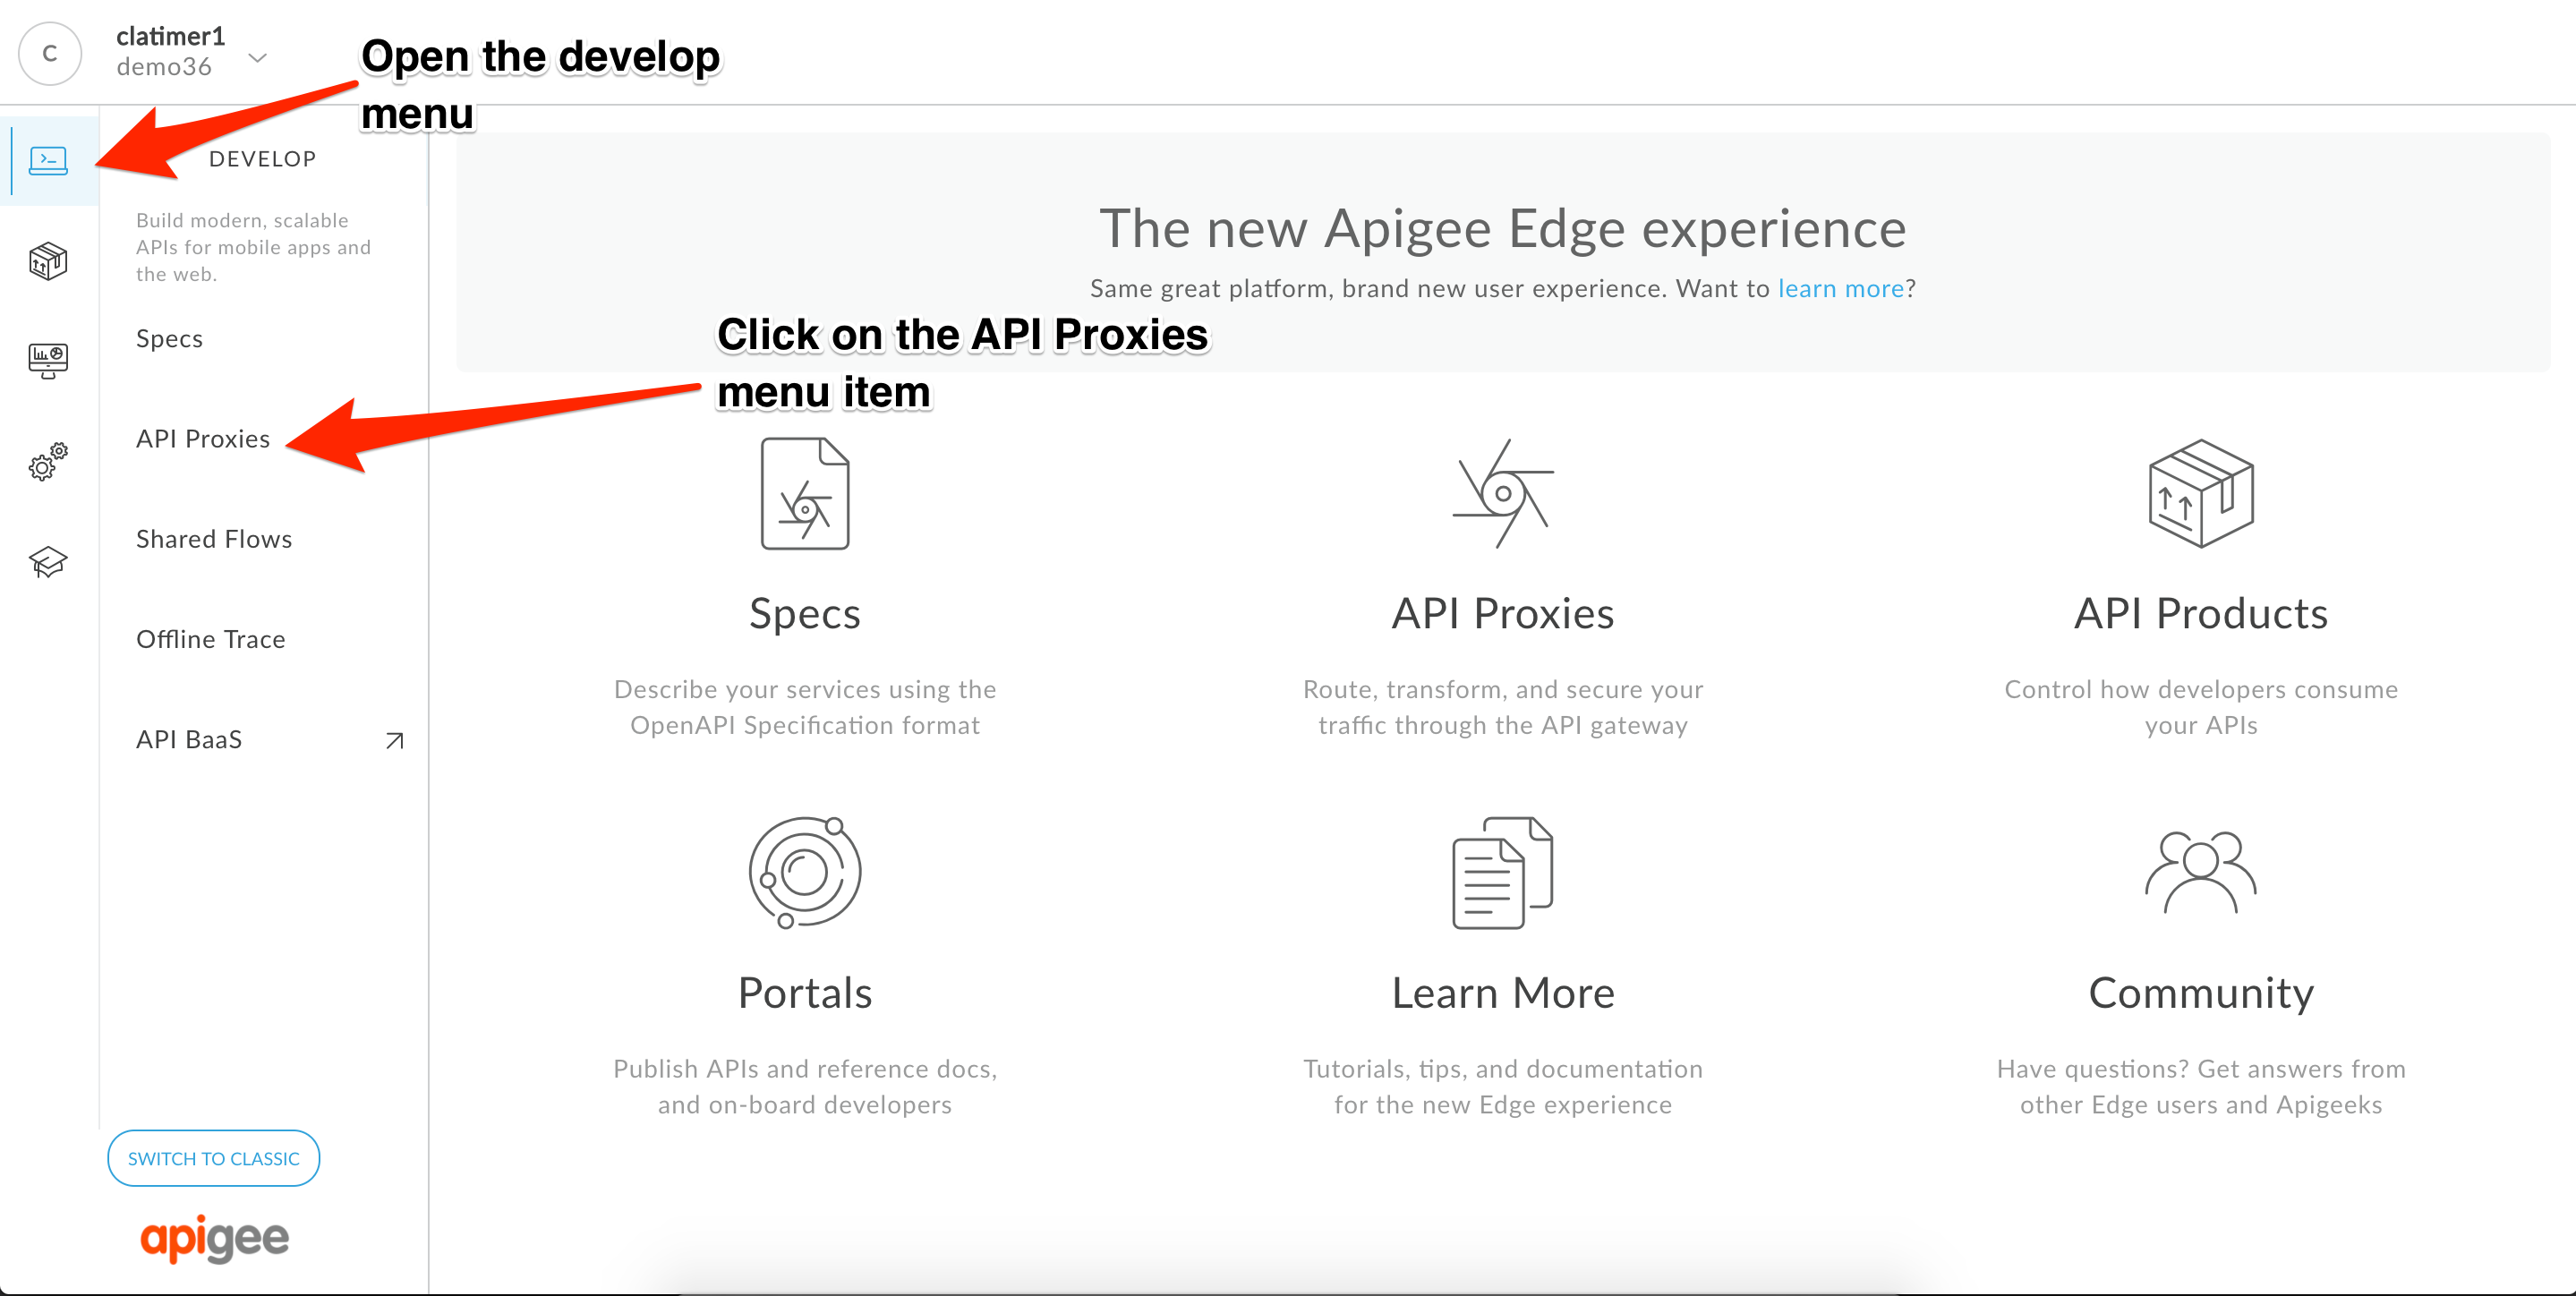 C
clatimer1
demo36
Open the develop
menu
DEVELOP
Build modern, scalable
APIs for mobile apps and
the web.
Specs
API Proxies
Shared Flows
Offline Trace
API BaaS
SWITCH TO CLASSIC
apigee
The new Apigee Edge experience
Same great platform, brand new user experience. Want to learn more?
Click on the API Proxies
menu item
Specs
Describe your services using the
OpenAPI Specification format
API Proxies
Route, transform, and secure your
traffic through the API gateway
API Products
Control how developers consume
your APIs
Portals
Publish APIs and reference docs,
and on-board developers
Learn More
Tutorials, tips, and documentation
for the new Edge experience
Community
Have questions? Get answers from
other Edge users and Apigeeks